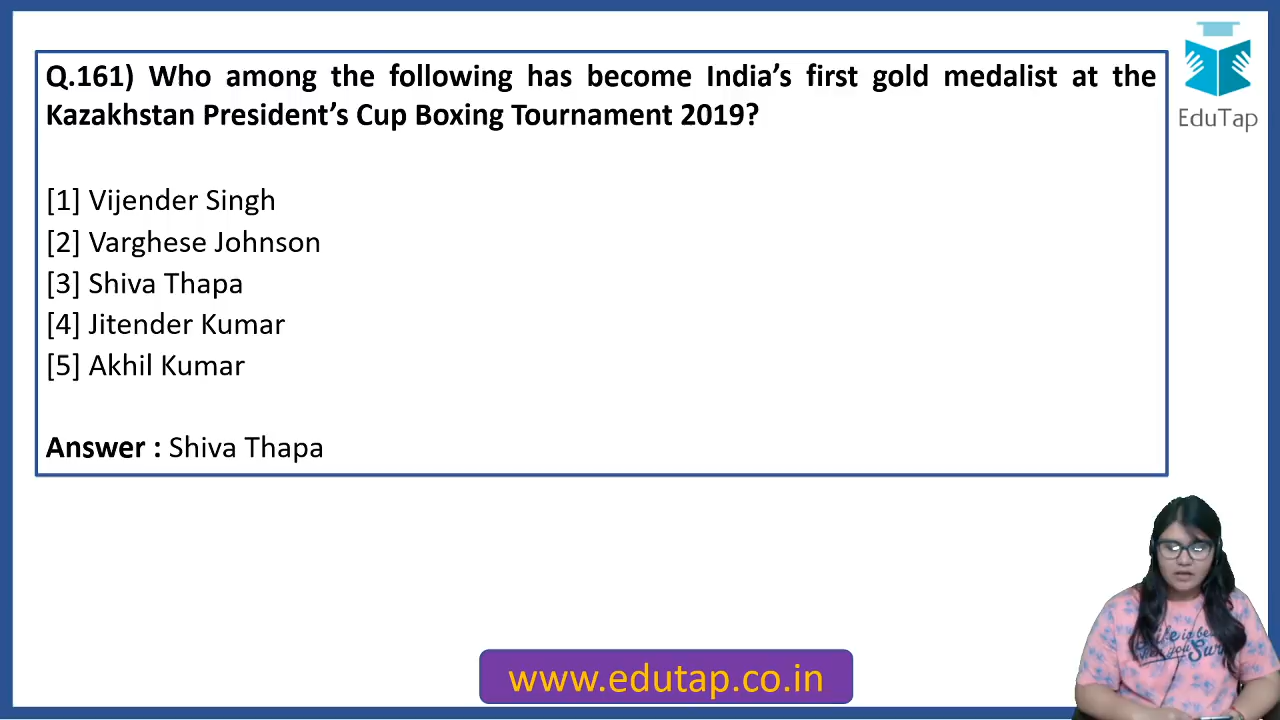 Q.161) Who among the following has become India’s first gold medalist at the
Kazakhstan President’s Cup Boxing Tournament 2019?
[1] Vijender Singh
[2] Varghese Johnson
[3] Shiva Thapa
[4] Jitender Kumar
[5] Akhil Kumar
Answer : Shiva Thapa
EduTap
www.edutap.co.in